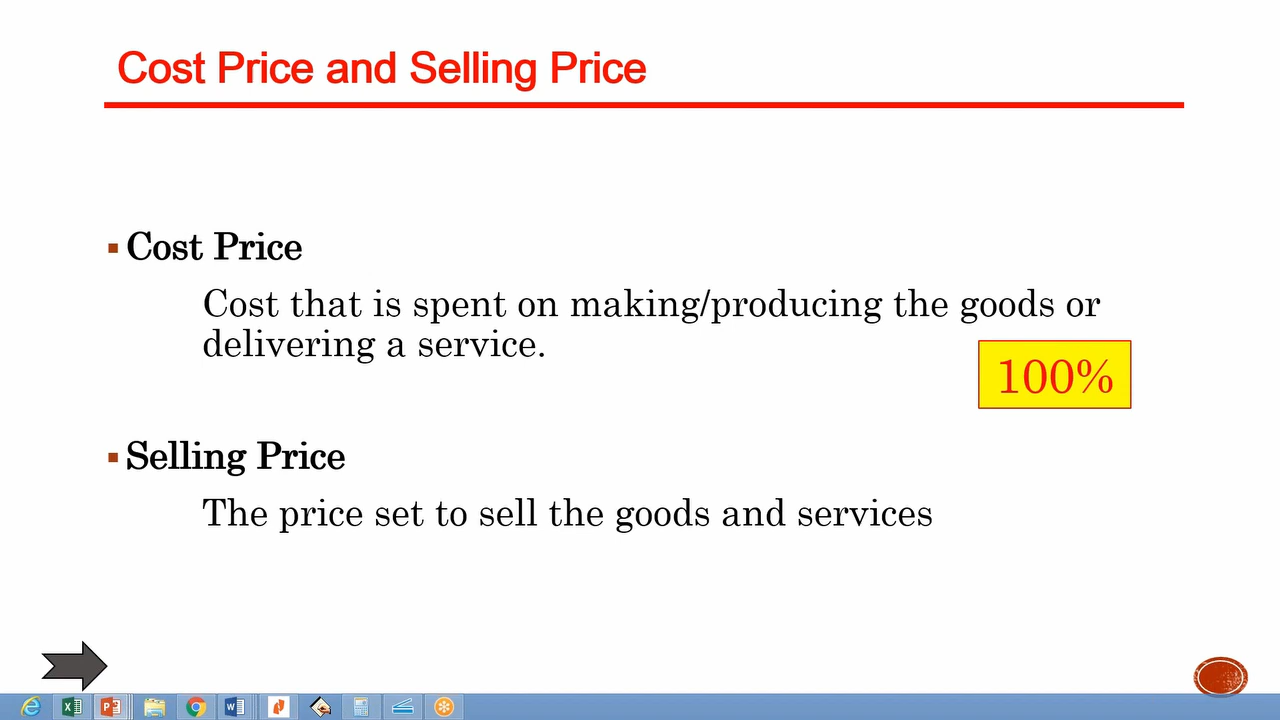 Cost Price and Selling Price
Cost Price
Cost that is spent on making/producing the goods or
delivering a service.
100%
Selling Price
The price set to sell the goods and services